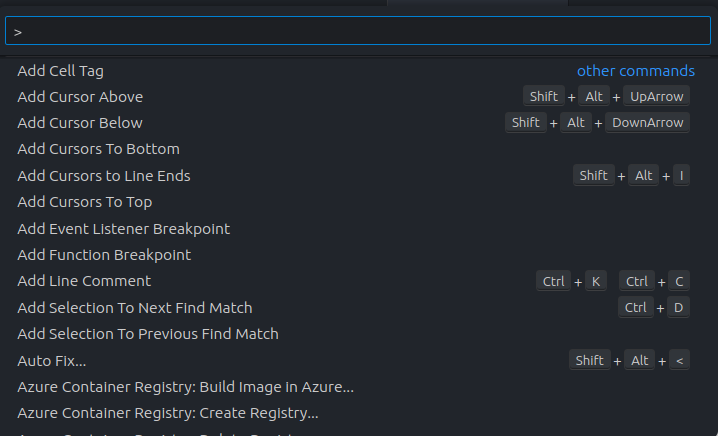 >
Add Cell Tag other commands
Add Cursor Above Shift + Alt + UpArrow
Add Cursor Below Shift + Alt + DownArrow
Add Cursors To Bottom
Add Cursors to Line Ends Shift + Alt + I
Add Cursors To Top
Add Event Listener Breakpoint
Add Function Breakpoint
Add Line Comment Ctrl + K Ctrl + C
Add Selection To Next Find Match Ctrl + D
Add Selection To Previous Find Match
Auto Fix... Shift + Alt + <
Azure Container Registry: Build Image in Azure...
Azure Container Registry: Create Registry...